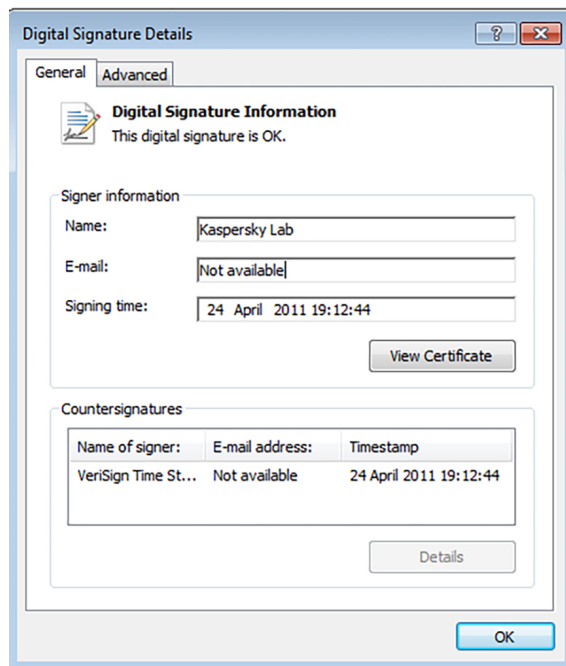 Digital Signature Details
General Advanced
Digital Signature Information
This digital signature is OK.
Signer information
Name: Kaspersky Lab
E-mail: Not available
Signing time: 24 April 2011 19:12:44
View Certificate
Countersignatures
Name of signer: E-mail address: Timestamp
VeriSign Time St... Not available 24 April 2011 19:12:44
Details
OK